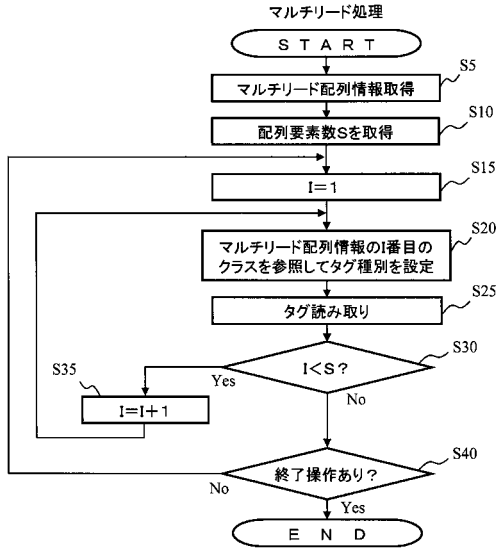 マルチリード処理
ＳＴＡＲＴ
S5
マルチリード配列情報取得
S10
配列要素数Sを取得
S15
I＝1
S20
マルチリード配列情報のI番目の
クラスを参照してタグ種別を設定
S25
タグ読み取り
S30
I＜S？
Yes
No
S35
I＝I＋1
S40
終了操作あり？
No
Yes
ＥＮＤ